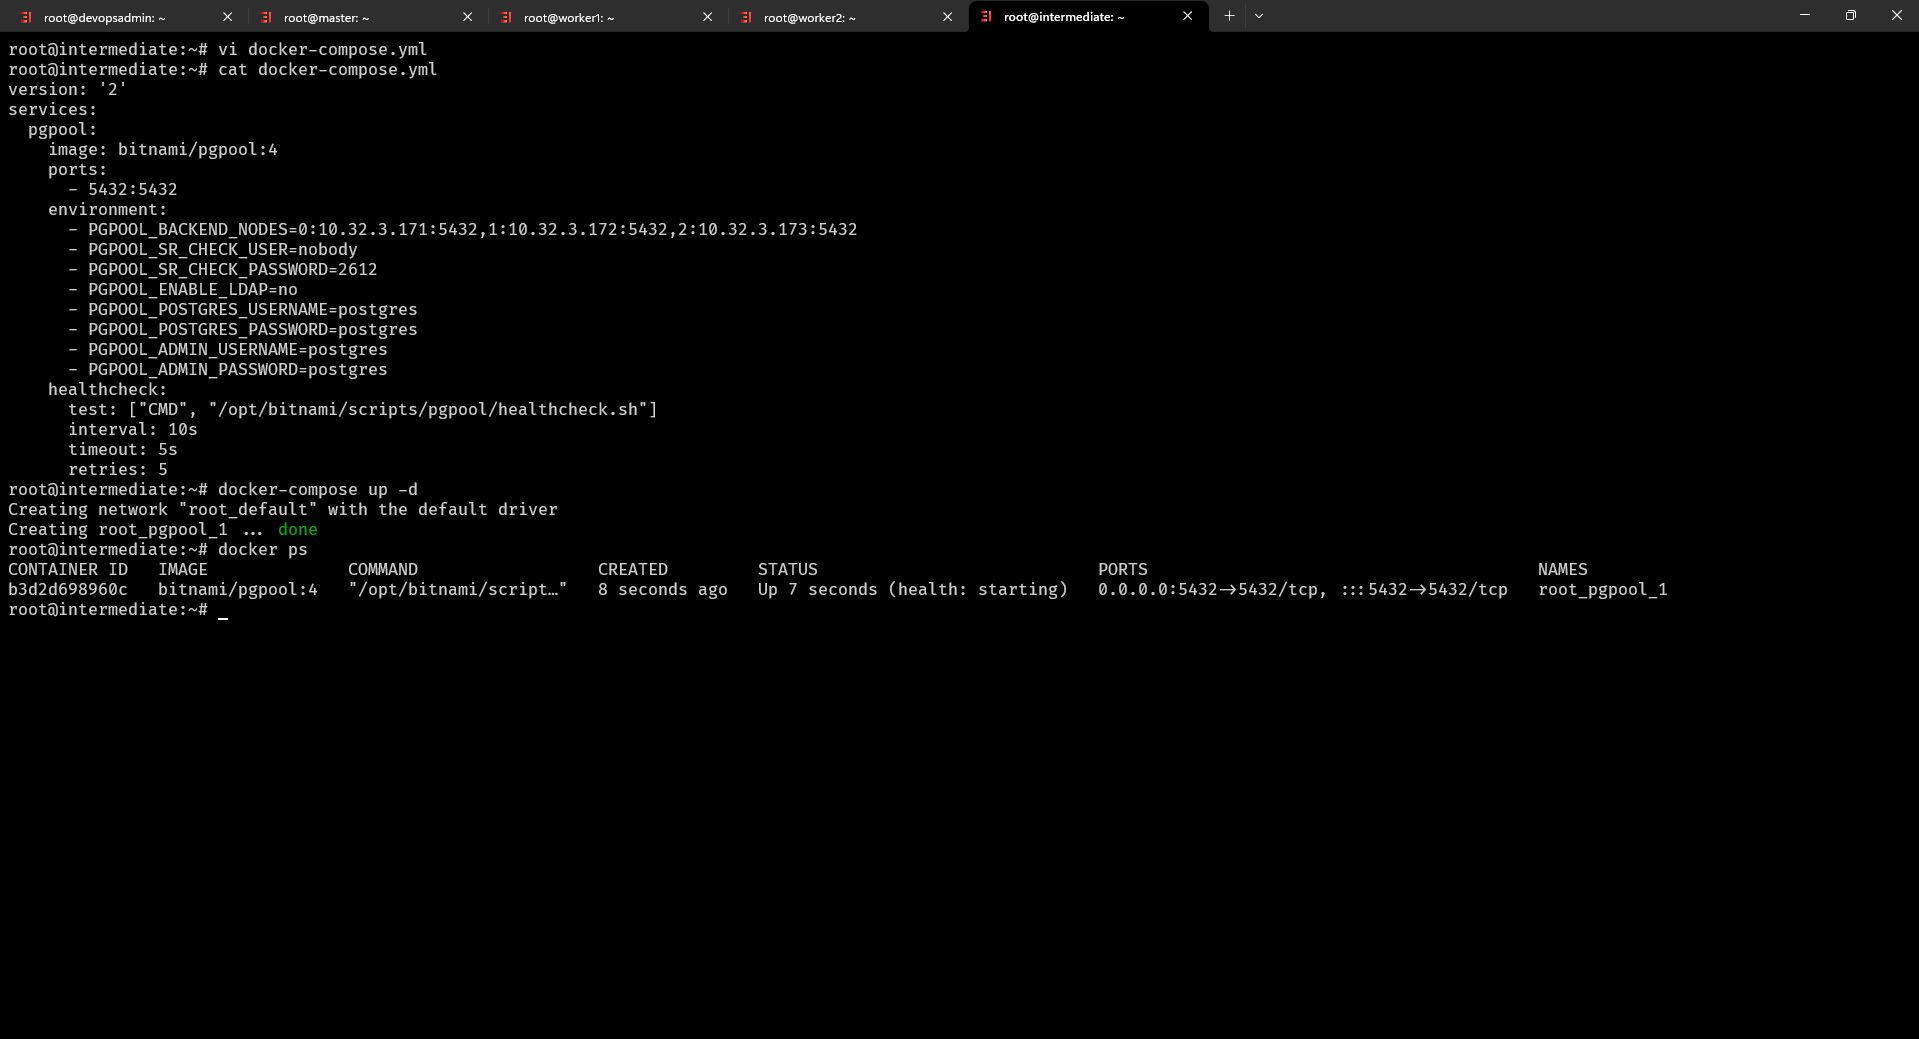 root@devopsadmin: ~
root@master: ~
root@worker1: ~
root@worker2: ~
root@intermediate: ~
root@intermediate:~# vi docker-compose.yml
root@intermediate:~# cat docker-compose.yml
version: '2'
services:
  pgpool:
    image: bitnami/pgpool:4
    ports:
      - 5432:5432
    environment:
      - PGPOOL_BACKEND_NODES=0:10.32.3.171:5432,1:10.32.3.172:5432,2:10.32.3.173:5432
      - PGPOOL_SR_CHECK_USER=nobody
      - PGPOOL_SR_CHECK_PASSWORD=2612
      - PGPOOL_ENABLE_LDAP=no
      - PGPOOL_POSTGRES_USERNAME=postgres
      - PGPOOL_POSTGRES_PASSWORD=postgres
      - PGPOOL_ADMIN_USERNAME=postgres
      - PGPOOL_ADMIN_PASSWORD=postgres
    healthcheck:
      test: ["CMD", "/opt/bitnami/scripts/pgpool/healthcheck.sh"]
      interval: 10s
      timeout: 5s
      retries: 5
root@intermediate:~# docker-compose up -d
Creating network "root_default" with the default driver
Creating root_pgpool_1 ... done
root@intermediate:~# docker ps
CONTAINER ID   IMAGE              COMMAND                  CREATED         STATUS                            PORTS                                       NAMES
b3d2d698960c   bitnami/pgpool:4   "/opt/bitnami/script…"   8 seconds ago   Up 7 seconds (health: starting)   0.0.0.0:5432->5432/tcp, :::5432->5432/tcp   root_pgpool_1
root@intermediate:~#